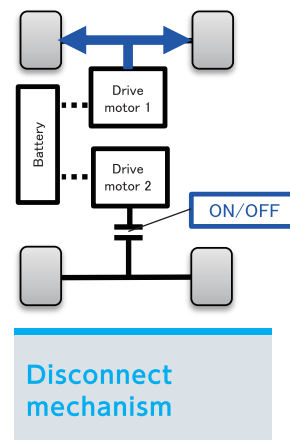 Drive
motor 1
Battery
Drive
motor 2
ON/OFF
Disconnect
mechanism